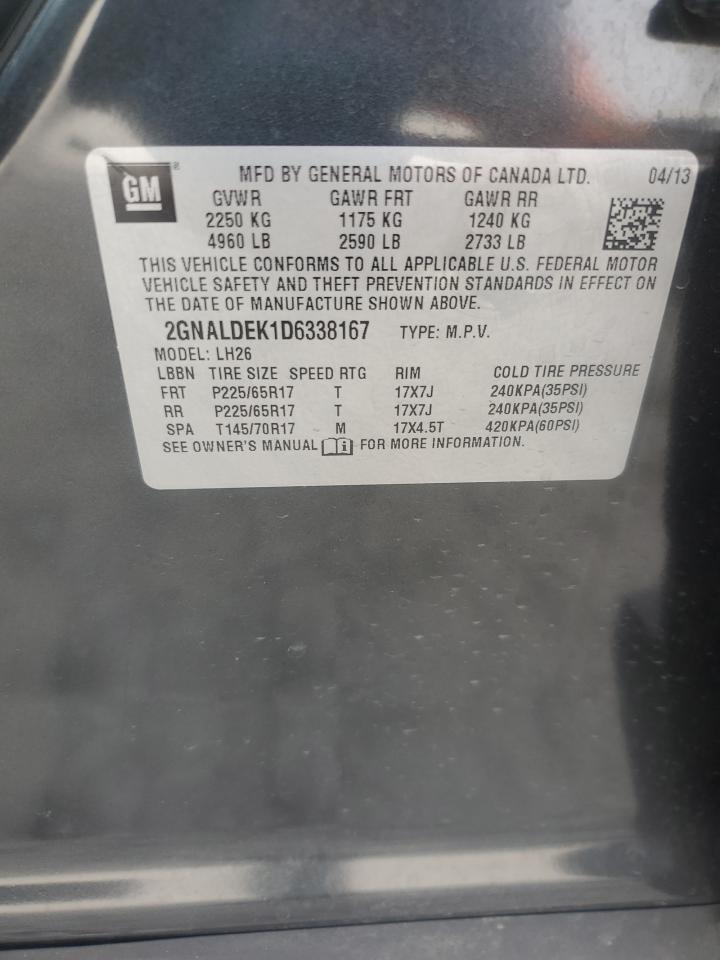 GM ® MFD BY GENERAL MOTORS OF CANADA LTD. 04/13
GVWR GAWR FRT GAWR RR
2250 KG 1175 KG 1240 KG
4960 LB 2590 LB 2733 LB
THIS VEHICLE CONFORMS TO ALL APPLICABLE U.S. FEDERAL MOTOR
VEHICLE SAFETY AND THEFT PREVENTION STANDARDS IN EFFECT ON
THE DATE OF MANUFACTURE SHOWN ABOVE.
2GNALDEK1D6338167 TYPE: M.P.V.
MODEL: LH26
LBBN TIRE SIZE SPEED RTG RIM COLD TIRE PRESSURE
FRT P225/65R17 T 17X7J 240KPA(35PSI)
RR P225/65R17 T 17X7J 240KPA(35PSI)
SPA T145/70R17 M 17X4.5T 420KPA(60PSI)
SEE OWNER'S MANUAL i FOR MORE INFORMATION.